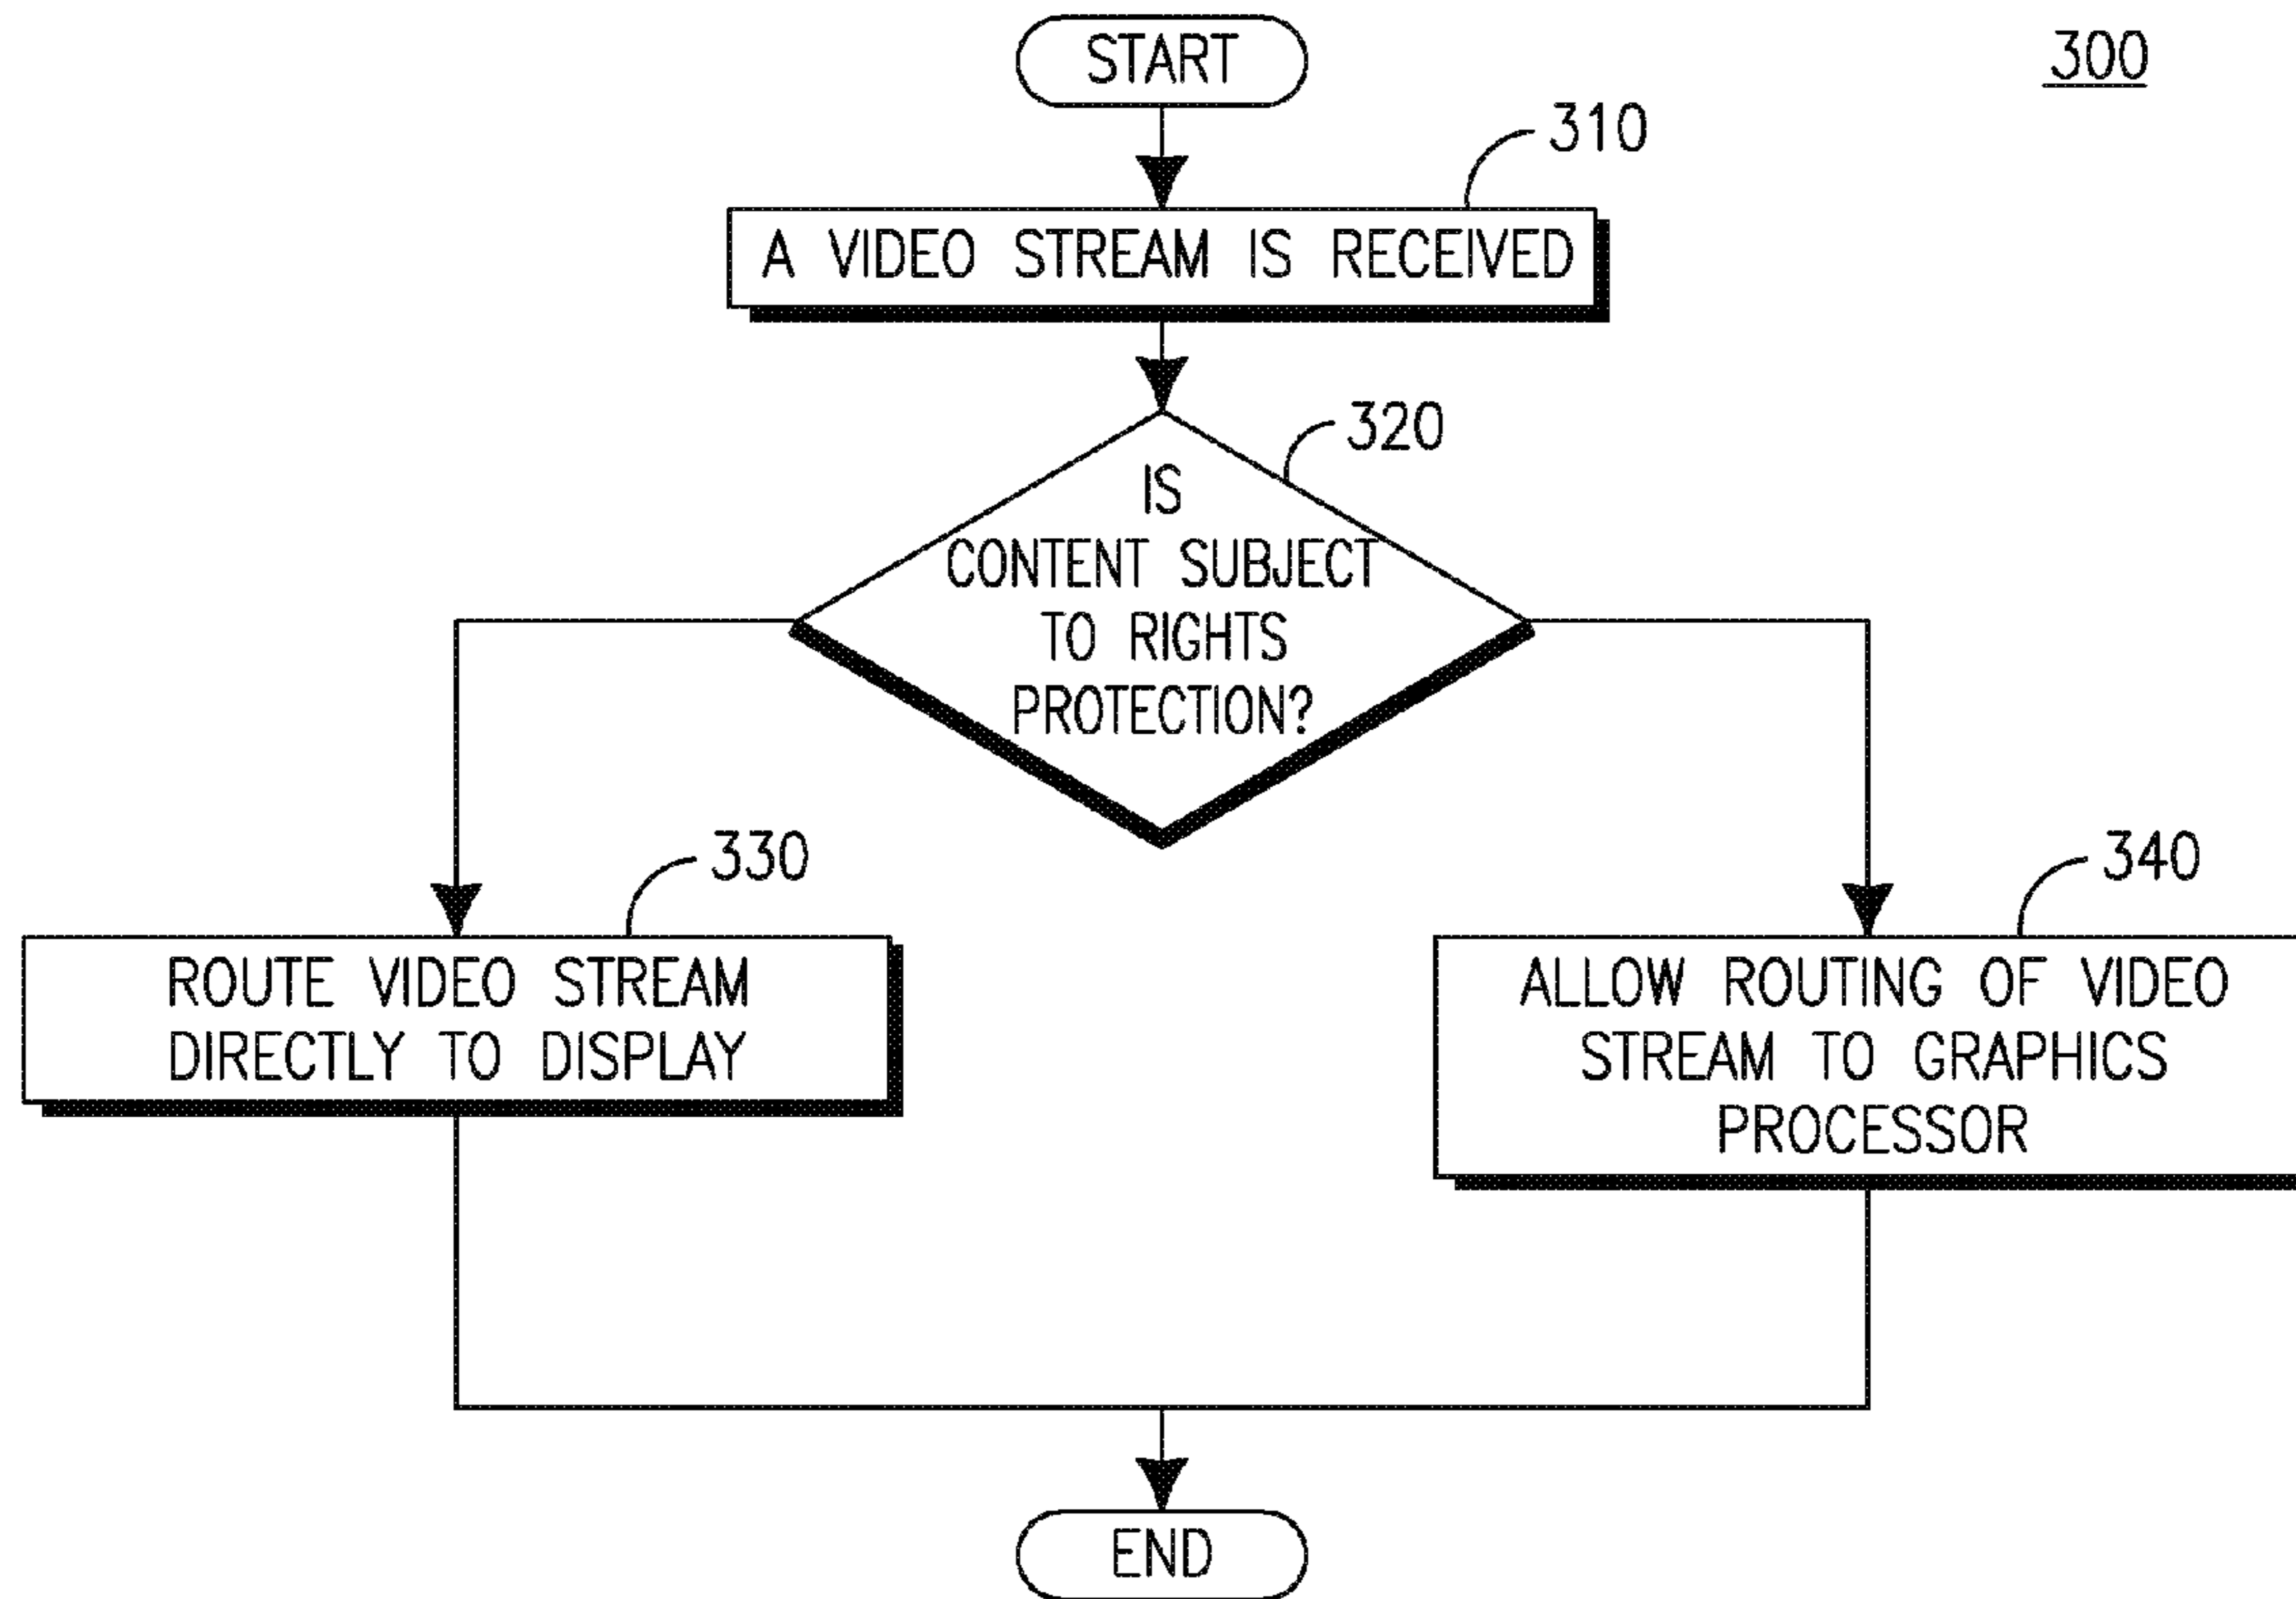 START
300
310
A VIDEO STREAM IS RECEIVED
320
IS
CONTENT SUBJECT
TO RIGHTS
PROTECTION?
330
ROUTE VIDEO STREAM
DIRECTLY TO DISPLAY
340
ALLOW ROUTING OF VIDEO
STREAM TO GRAPHICS
PROCESSOR
END